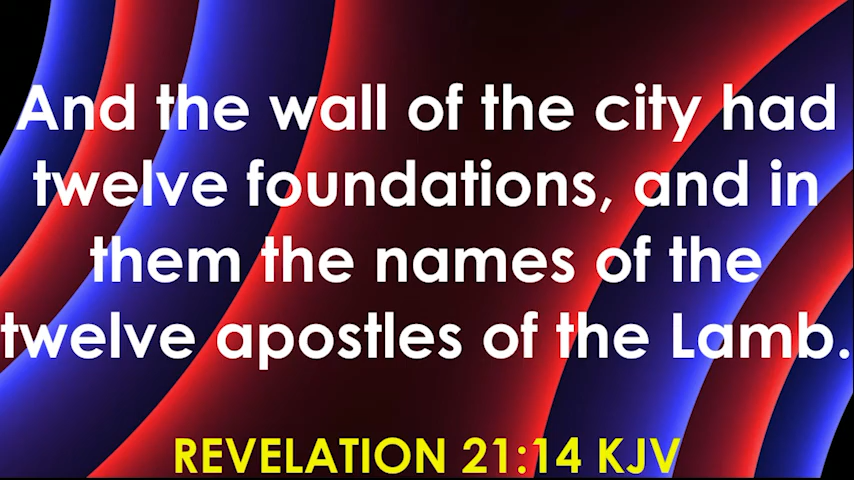 And the wall of the city had
twelve foundations, and in
them the names of the
twelve apostles of the Lamb.
REVELATION 21:14 KJV